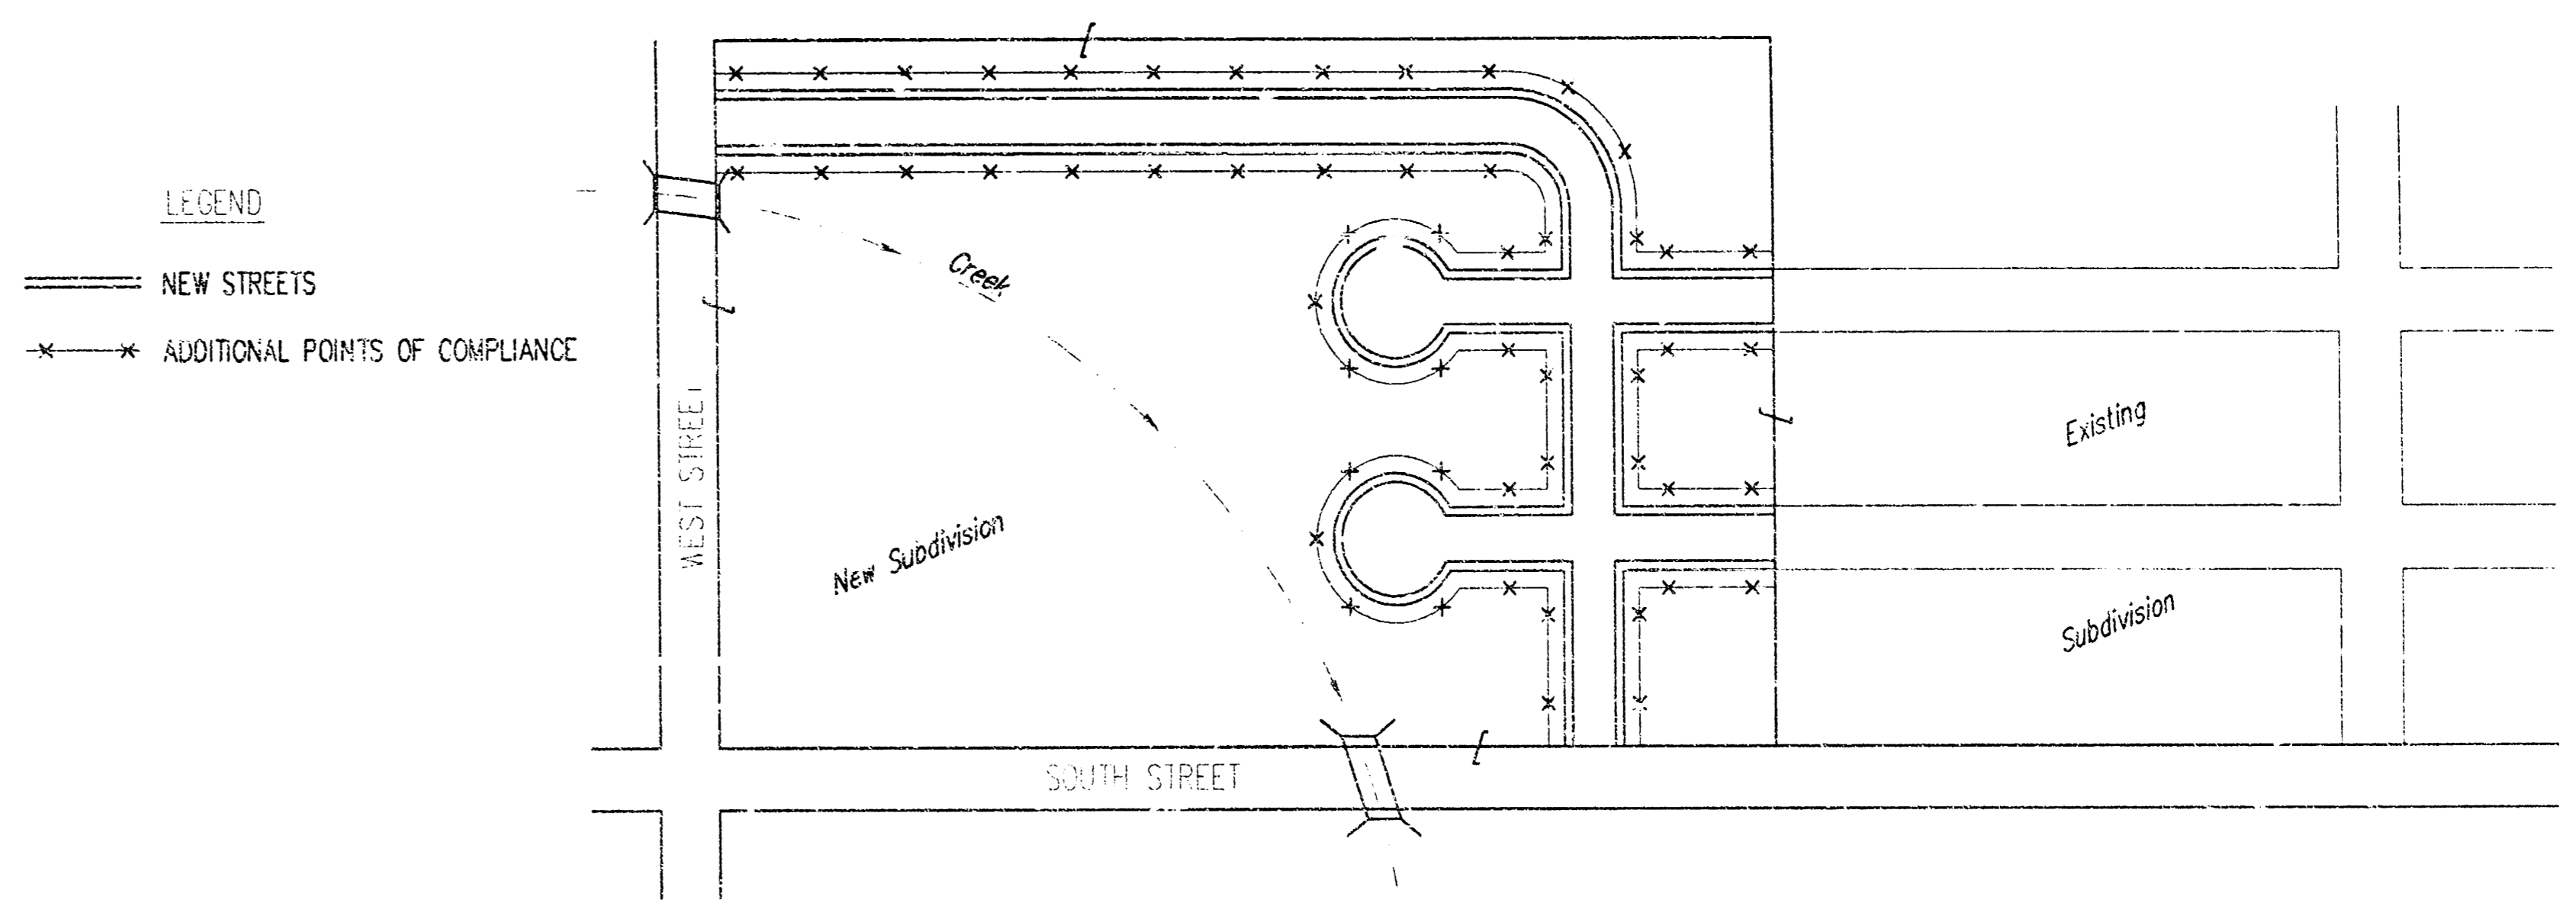 LEGEND
NEW STREETS
ADDITIONAL POINTS OF COMPLIANCE
Creek
WEST STREET
New Subdivision
Existing
Subdivision
SOUTH STREET